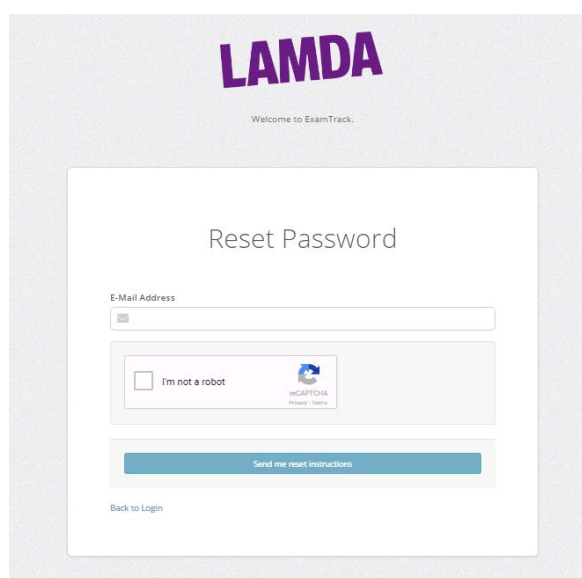 LAMDA
Welcome to ExamTrack.
Reset Password
E-Mail Address
I'm not a robot
reCAPTCHA
Privacy - Terms
Send me reset instructions
Back to Login